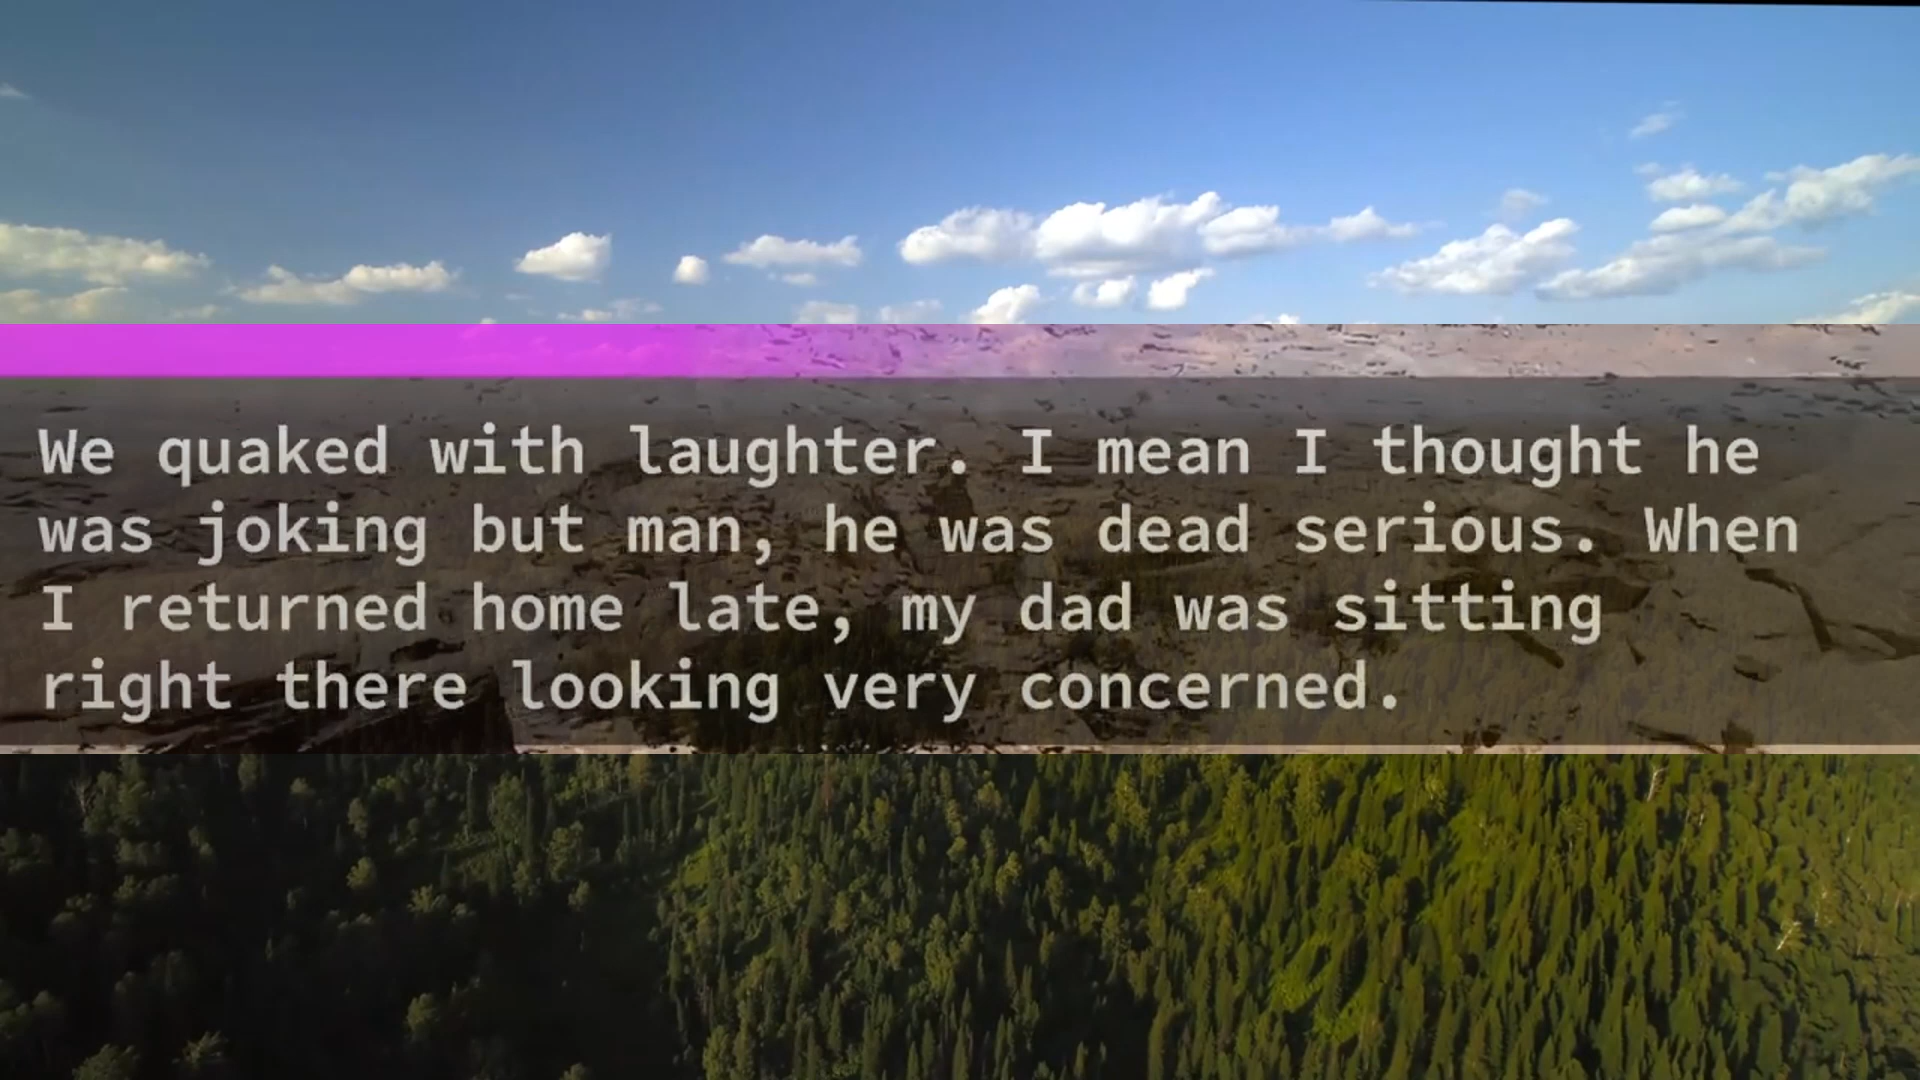 We quaked with laughter. I mean I thought he
was joking but man, he was dead serious. When
I returned home late, my dad was sitting
right there looking very concerned.